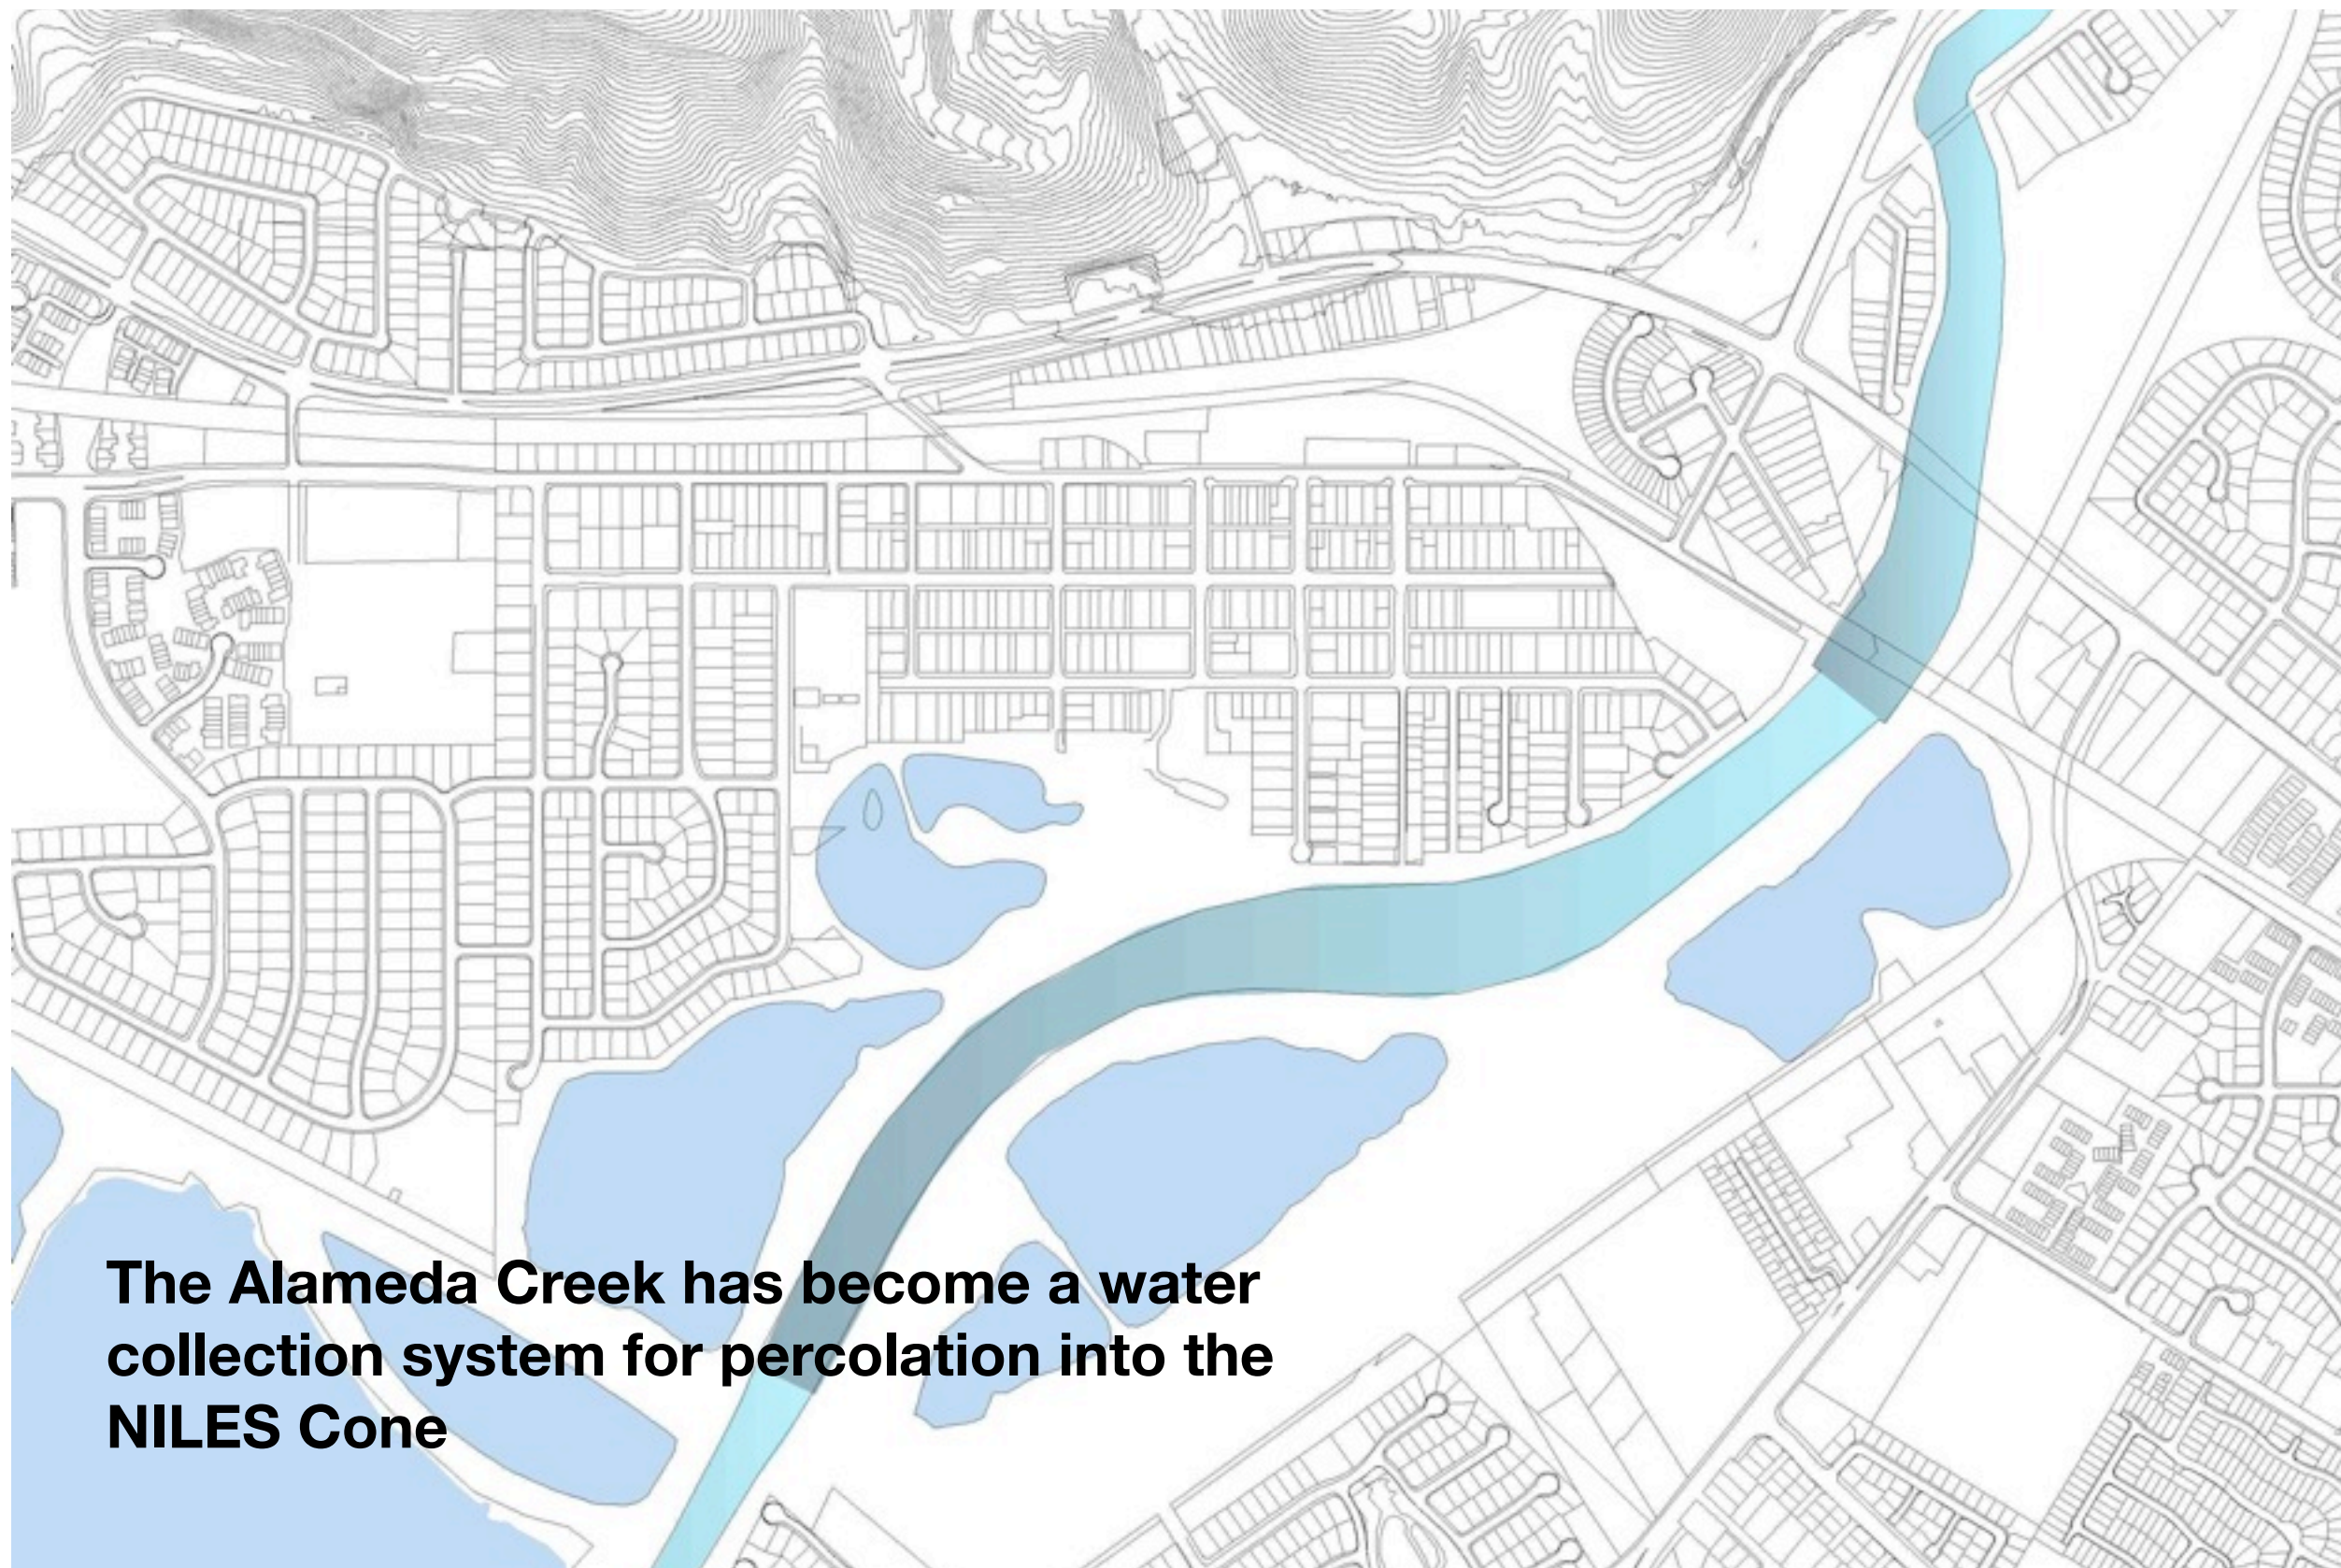 The Alameda Creek has become a water
collection system for percolation into the
NILES Cone